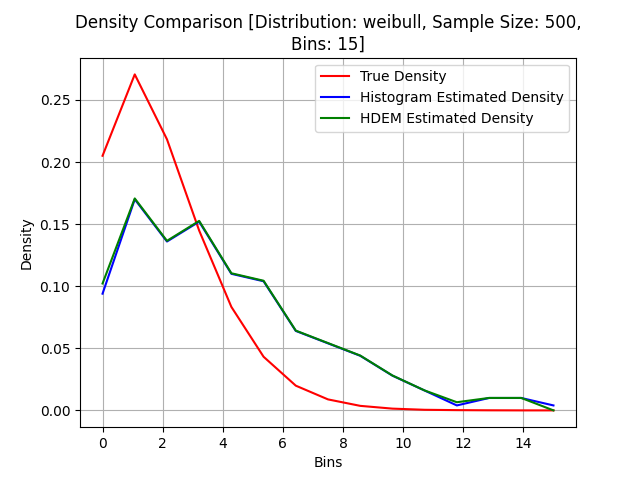 Density Comparison [Distribution: weibull, Sample Size: 500,
Bins: 15]
True Density
Histogram Estimated Density
HDEM Estimated Density
Density
0.25
0.20
0.15
0.10
0.05
0.00
0 2 4 6 8 10 12 14
Bins